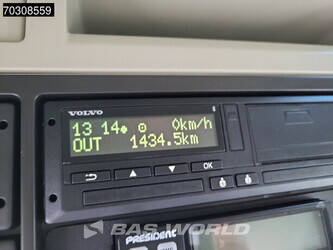 70308559
VOLVO
13 14 0km/h
OUT 1434.5km
OK
BAS WORLD
PRESIDENT